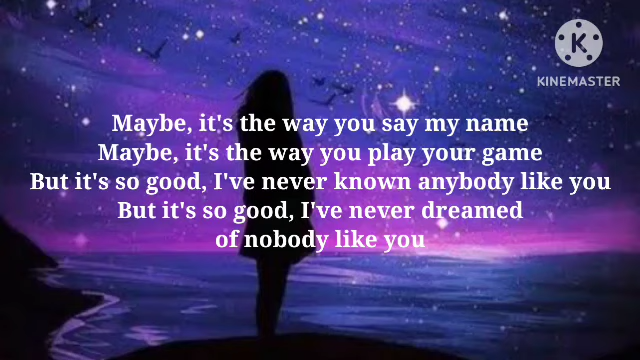 K
KINEMASTER
Maybe, it's the way you say my name
Maybe, it's the way you play your game
But it's so good, I've never known anybody like you
But it's so good, I've never dreamed
of nobody like you